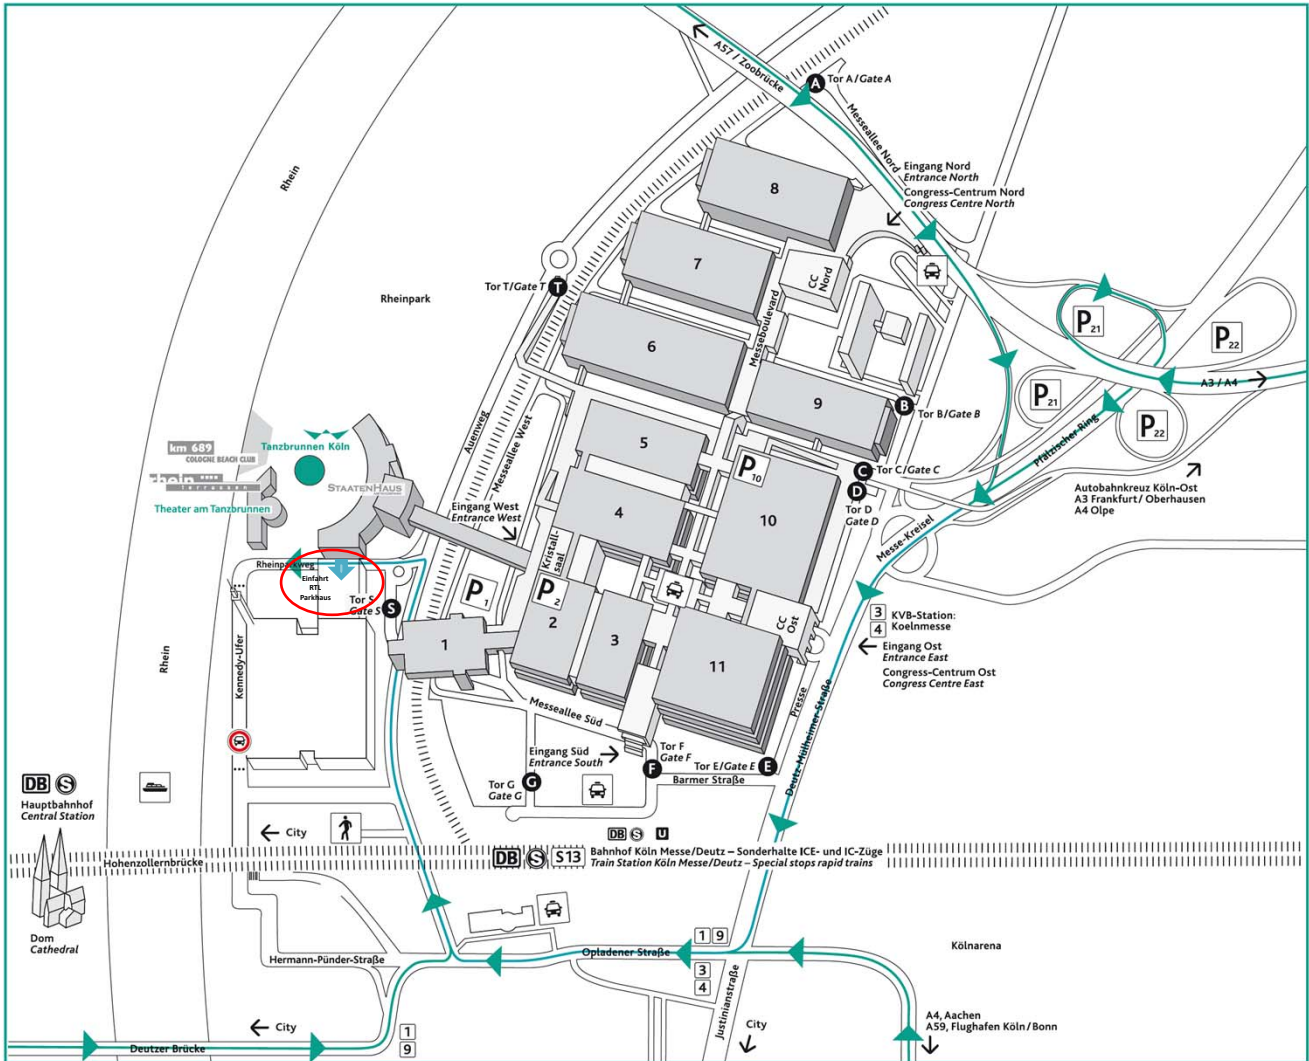 A57 / Zoobrücke
A
Tor A / Gate A
Messeallee Nord
Eingang Nord
Entrance North
Congress-Centrum Nord
Congress Centre North
Rhein
8
7
CC
Nord
Tor T/Gate T
T
Rheinpark
6
Messeboulevard
P21
P22
A3 / A4
9
B
Tor B/Gate B
P21
P22
Pfälzischer Ring
Auenweg
Messeallee West
5
P10
C
Tor C/Gate C
D
Tor D
Gate D
Autobahnkreuz Köln-Ost
A3 Frankfurt / Oberhausen
A4 Olpe
km 689
COLOGNE BEACH CLUB
Tanzbrunnen Köln
rhein
terrassen
STAATENHAUS
Theater am Tanzbrunnen
Eingang West
Entrance West
4
10
Messe-Kreisel
Kristall-
saal
Rheinparkweg
Einfahrt
RTL
Parkhaus
Tor S
Gate S
S
P1
P2
3
KVB-Station:
4
Koelnmesse
Eingang Ost
Entrance East
Congress-Centrum Ost
Congress Centre East
CC
Ost
1
2
3
11
Rhein
Kennedy-Ufer
Presse
Deutz-Mülheimer Straße
Messeallee Süd
Eingang Süd
Entrance South
Tor F
Gate F
F
Tor E/Gate E
E
Barmer Straße
Tor G
Gate G
G
DB S
Hauptbahnhof
Central Station
City
DB S U
Hohenzollernbrücke
DB S S13
Bahnhof Köln Messe/Deutz – Sonderhalte ICE- und IC-Züge
Train Station Köln Messe/Deutz – Special stops rapid trains
Dom
Cathedral
Hermann-Pünder-Straße
Opladener Straße
1 9
3
4
Kölnarena
Justinianstraße
City
City
1
9
Deutzer Brücke
A4, Aachen
A59, Flughafen Köln / Bonn